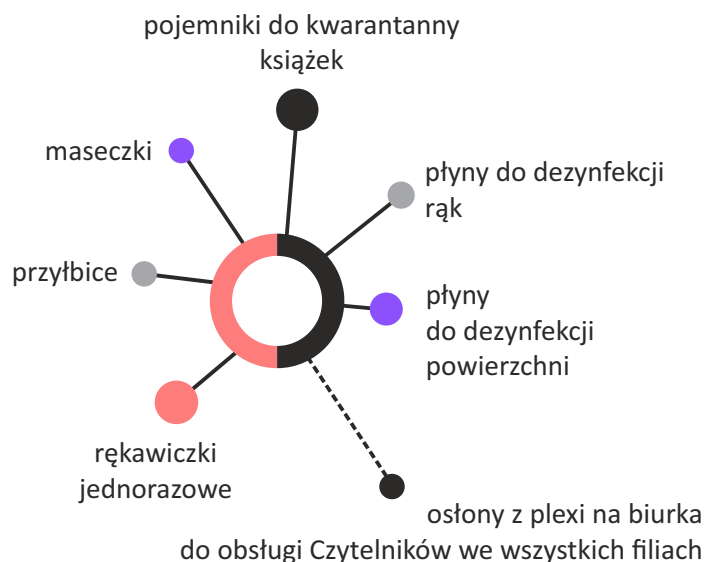 pojemniki do kwarantanny
książek
maseczki
płyny do dezynfekcji
rąk
przyłbice
płyny
do dezynfekcji
powierzchni
rękawiczki
jednorazowe
osłony z plexi na biurka
do obsługi Czytelników we wszystkich filiach